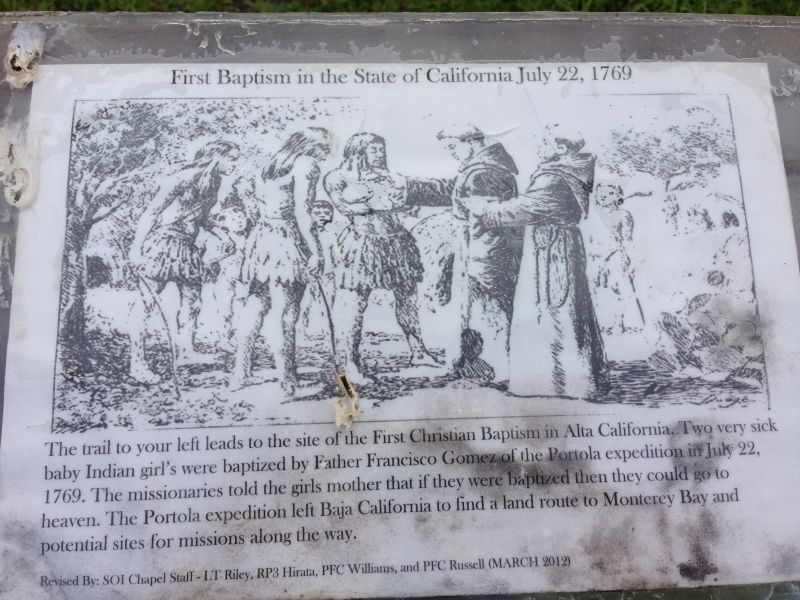 First Baptism in the State of California July 22, 1769
The trail to your left leads to the site of the First Christian Baptism in Alta California. Two very sick
baby Indian girl's were baptized by Father Francisco Gomez of the Portola expedition in July 22,
1769. The missionaries told the girls mother that if they were baptized then they could go to
heaven. The Portola expedition left Baja California to find a land route to Monterey Bay and
potential sites for missions along the way.
Revised By: SOI Chapel Staff - LT Riley, RP3 Hirata, PFC Williams, and PFC Russell (MARCH 2012)